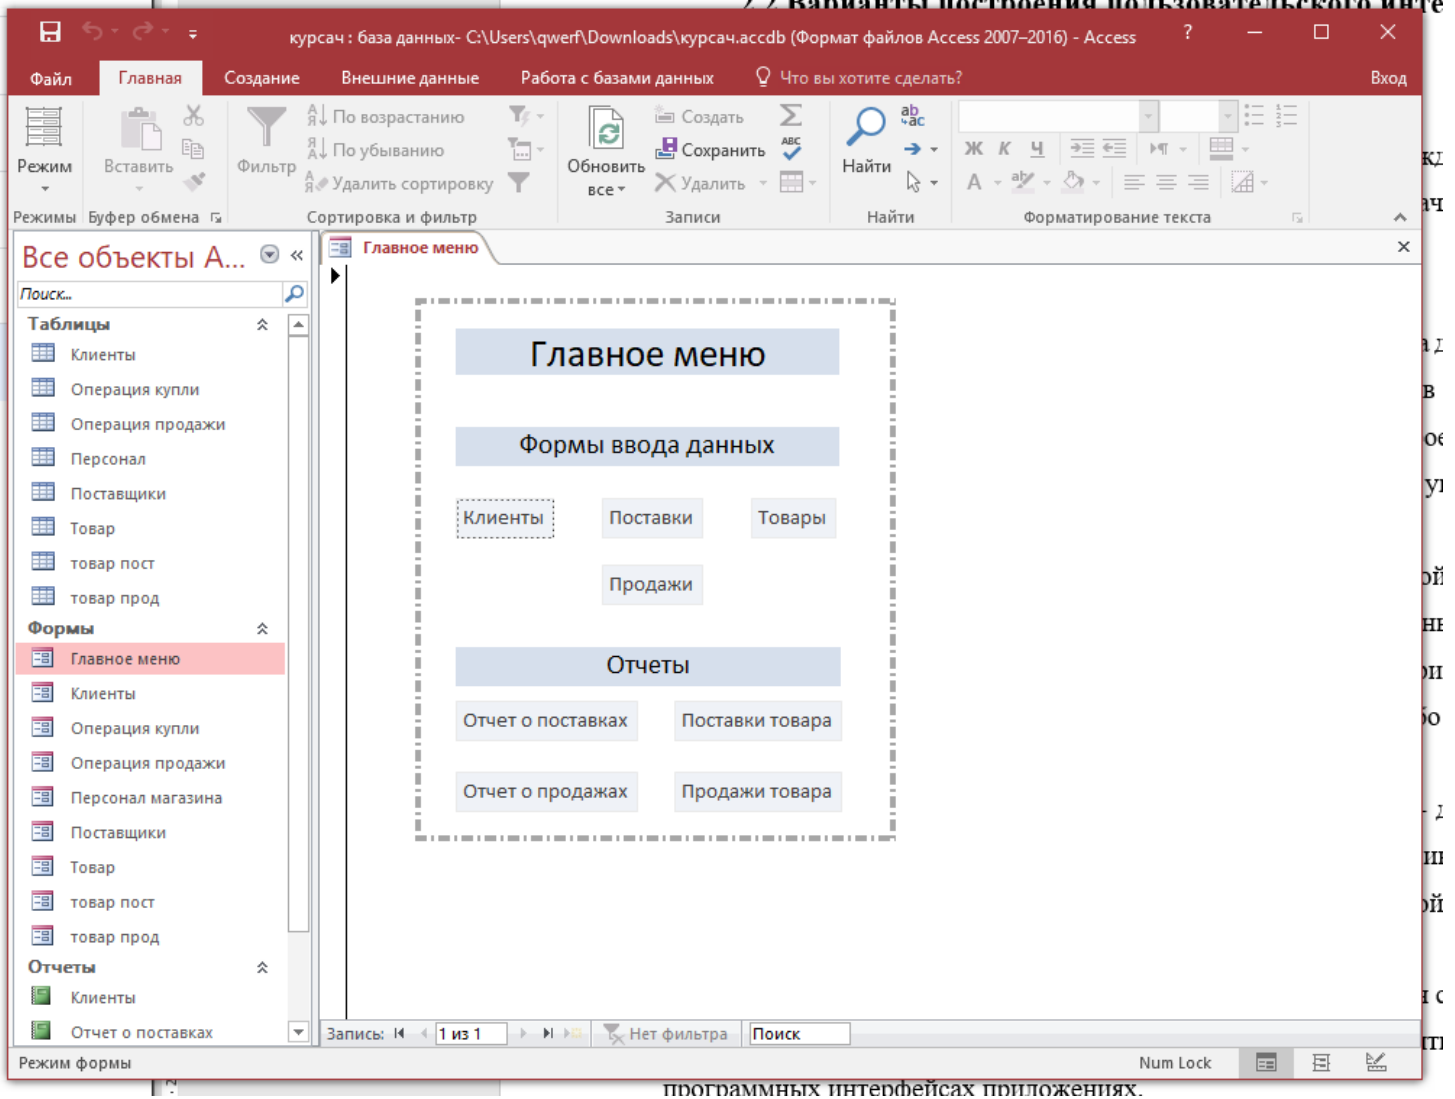 2.2 Варианты построения пользовательского инте
курсач : база данных- C:\Users\qwerf\Downloads\курсач.accdb (Формат файлов Access 2007–2016) - Access
?
Файл
Главная
Создание
Внешние данные
Работа с базами данных
Что вы хотите сделать?
Вход
Режим
Вставить
Фильтр
По возрастанию
По убыванию
Удалить сортировку
Обновить
все
Создать
Сохранить
Удалить
Найти
Ж К Ч
Режимы
Буфер обмена
Сортировка и фильтр
Записи
Найти
Форматирование текста
Все объекты A...
Поиск...
Таблицы
Клиенты
Операция купли
Операция продажи
Персонал
Поставщики
Товар
товар пост
товар прод
Формы
Главное меню
Клиенты
Операция купли
Операция продажи
Персонал магазина
Поставщики
Товар
товар пост
товар прод
Отчеты
Клиенты
Отчет о поставках
Главное меню
Главное меню
Формы ввода данных
Клиенты
Поставки
Товары
Продажи
Отчеты
Отчет о поставках
Поставки товара
Отчет о продажах
Продажи товара
Запись:
1 из 1
Нет фильтра
Поиск
Режим формы
Num Lock
программных интерфейсах приложениях.